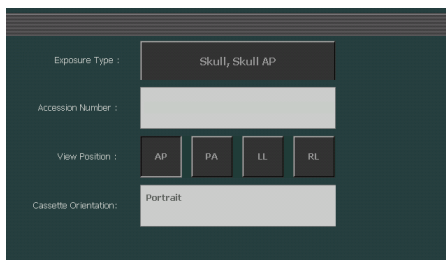 Exposure Type :
Skull, Skull AP
Accession Number :
View Position :
AP
PA
LL
RL
Cassette Orientation:
Portrait